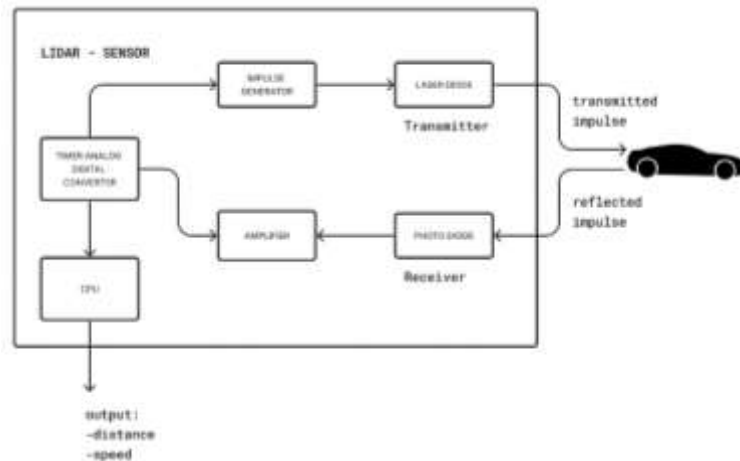 LIDAR - SENSOR
IMPULSE
GENERATOR
LASER DIODE
Transmitter
transmitted
impulse
TIMER ANALOG
DIGITAL
CONVERTOR
AMPLIFIER
PHOTO DIODE
Receiver
reflected
impulse
CPU
output:
-distance
-speed